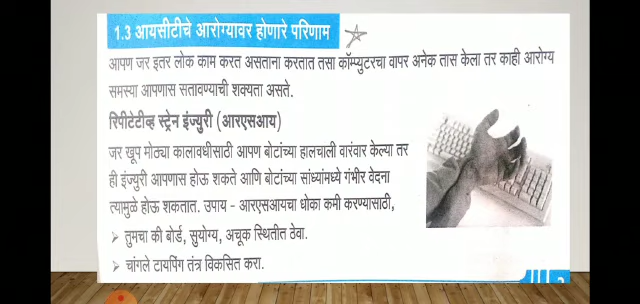 1.3 आयसीटीचे आरोग्यावर होणारे परिणाम
आपण जर इतर लोक काम करत असताना करतात तसा कॉम्प्युटरचा वापर अनेक तास केला तर काही आरोग्य
समस्या आपणास सतावण्याची शक्यता असते.
रिपीटेटीव्ह स्ट्रेन इंज्युरी (आरएसआय)
जर खूप मोठ्या कालावधीसाठी आपण बोटांच्या हालचाली वारंवार केल्या तर
ही इंज्युरी आपणास होऊ शकते आणि बोटांच्या सांध्यांमध्ये गंभीर वेदना
त्यामुळे होऊ शकतात. उपाय - आरएसआयचा धोका कमी करण्यासाठी,
➢ तुमचा की बोर्ड, सुयोग्य, अचूक स्थितीत ठेवा.
➢ चांगले टायपिंग तंत्र विकसित करा.